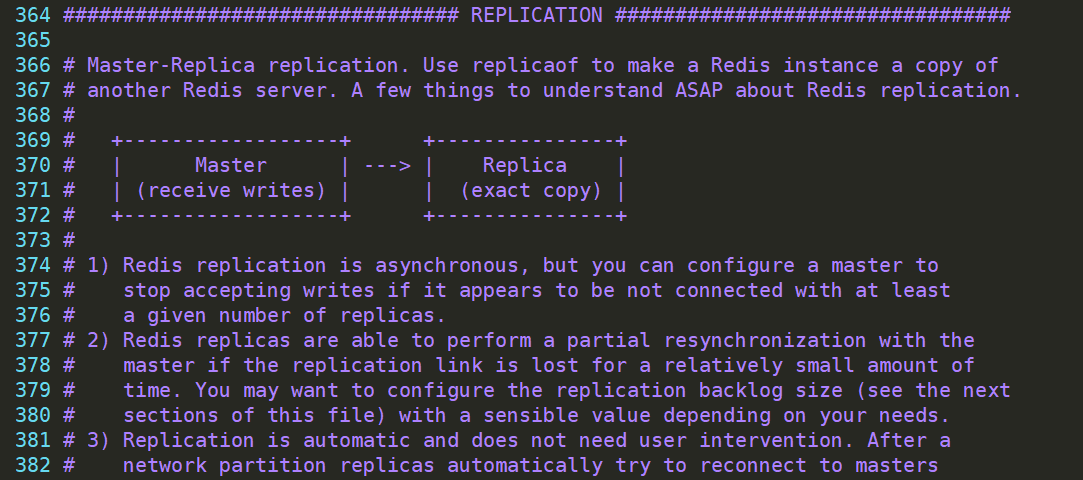 364 ################################# REPLICATION #################################
365
366 # Master-Replica replication. Use replicaof to make a Redis instance a copy of
367 # another Redis server. A few things to understand ASAP about Redis replication.
368 #
369 #   +------------------+      +---------------+
370 #   |      Master      | ---> |    Replica    |
371 #   | (receive writes) |      |  (exact copy) |
372 #   +------------------+      +---------------+
373 #
374 # 1) Redis replication is asynchronous, but you can configure a master to
375 #    stop accepting writes if it appears to be not connected with at least
376 #    a given number of replicas.
377 # 2) Redis replicas are able to perform a partial resynchronization with the
378 #    master if the replication link is lost for a relatively small amount of
379 #    time. You may want to configure the replication backlog size (see the next
380 #    sections of this file) with a sensible value depending on your needs.
381 # 3) Replication is automatic and does not need user intervention. After a
382 #    network partition replicas automatically try to reconnect to masters